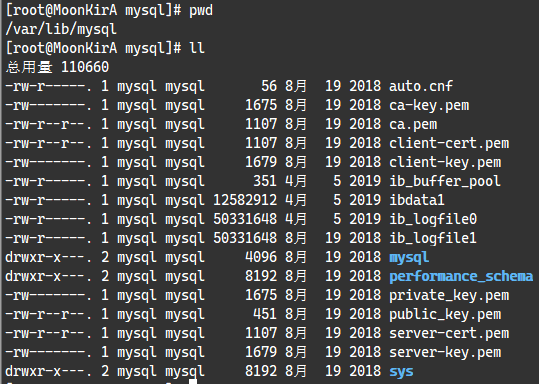 [root@MoonKirA mysql]# pwd
/var/lib/mysql
[root@MoonKirA mysql]# ll
总用量 110660
-rw-r-----. 1 mysql mysql       56 8月  19 2018 auto.cnf
-rw-------. 1 mysql mysql     1675 8月  19 2018 ca-key.pem
-rw-r--r--. 1 mysql mysql     1107 8月  19 2018 ca.pem
-rw-r--r--. 1 mysql mysql     1107 8月  19 2018 client-cert.pem
-rw-------. 1 mysql mysql     1679 8月  19 2018 client-key.pem
-rw-r-----. 1 mysql mysql      351 4月   5 2019 ib_buffer_pool
-rw-r-----. 1 mysql mysql 12582912 4月   5 2019 ibdata1
-rw-r-----. 1 mysql mysql 50331648 4月   5 2019 ib_logfile0
-rw-r-----. 1 mysql mysql 50331648 8月  19 2018 ib_logfile1
drwxr-x---. 2 mysql mysql     4096 8月  19 2018 mysql
drwxr-x---. 2 mysql mysql     8192 8月  19 2018 performance_schema
-rw-------. 1 mysql mysql     1675 8月  19 2018 private_key.pem
-rw-r--r--. 1 mysql mysql      451 8月  19 2018 public_key.pem
-rw-r--r--. 1 mysql mysql     1107 8月  19 2018 server-cert.pem
-rw-------. 1 mysql mysql     1679 8月  19 2018 server-key.pem
drwxr-x---. 2 mysql mysql     8192 8月  19 2018 sys